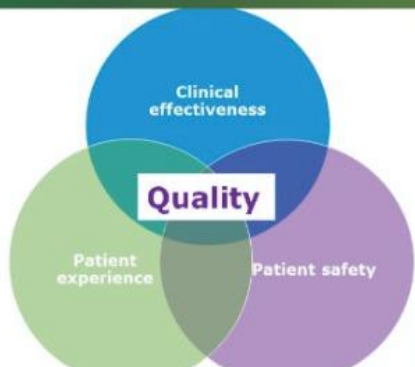 Clinical
effectiveness
Quality
Patient
experience
Patient safety